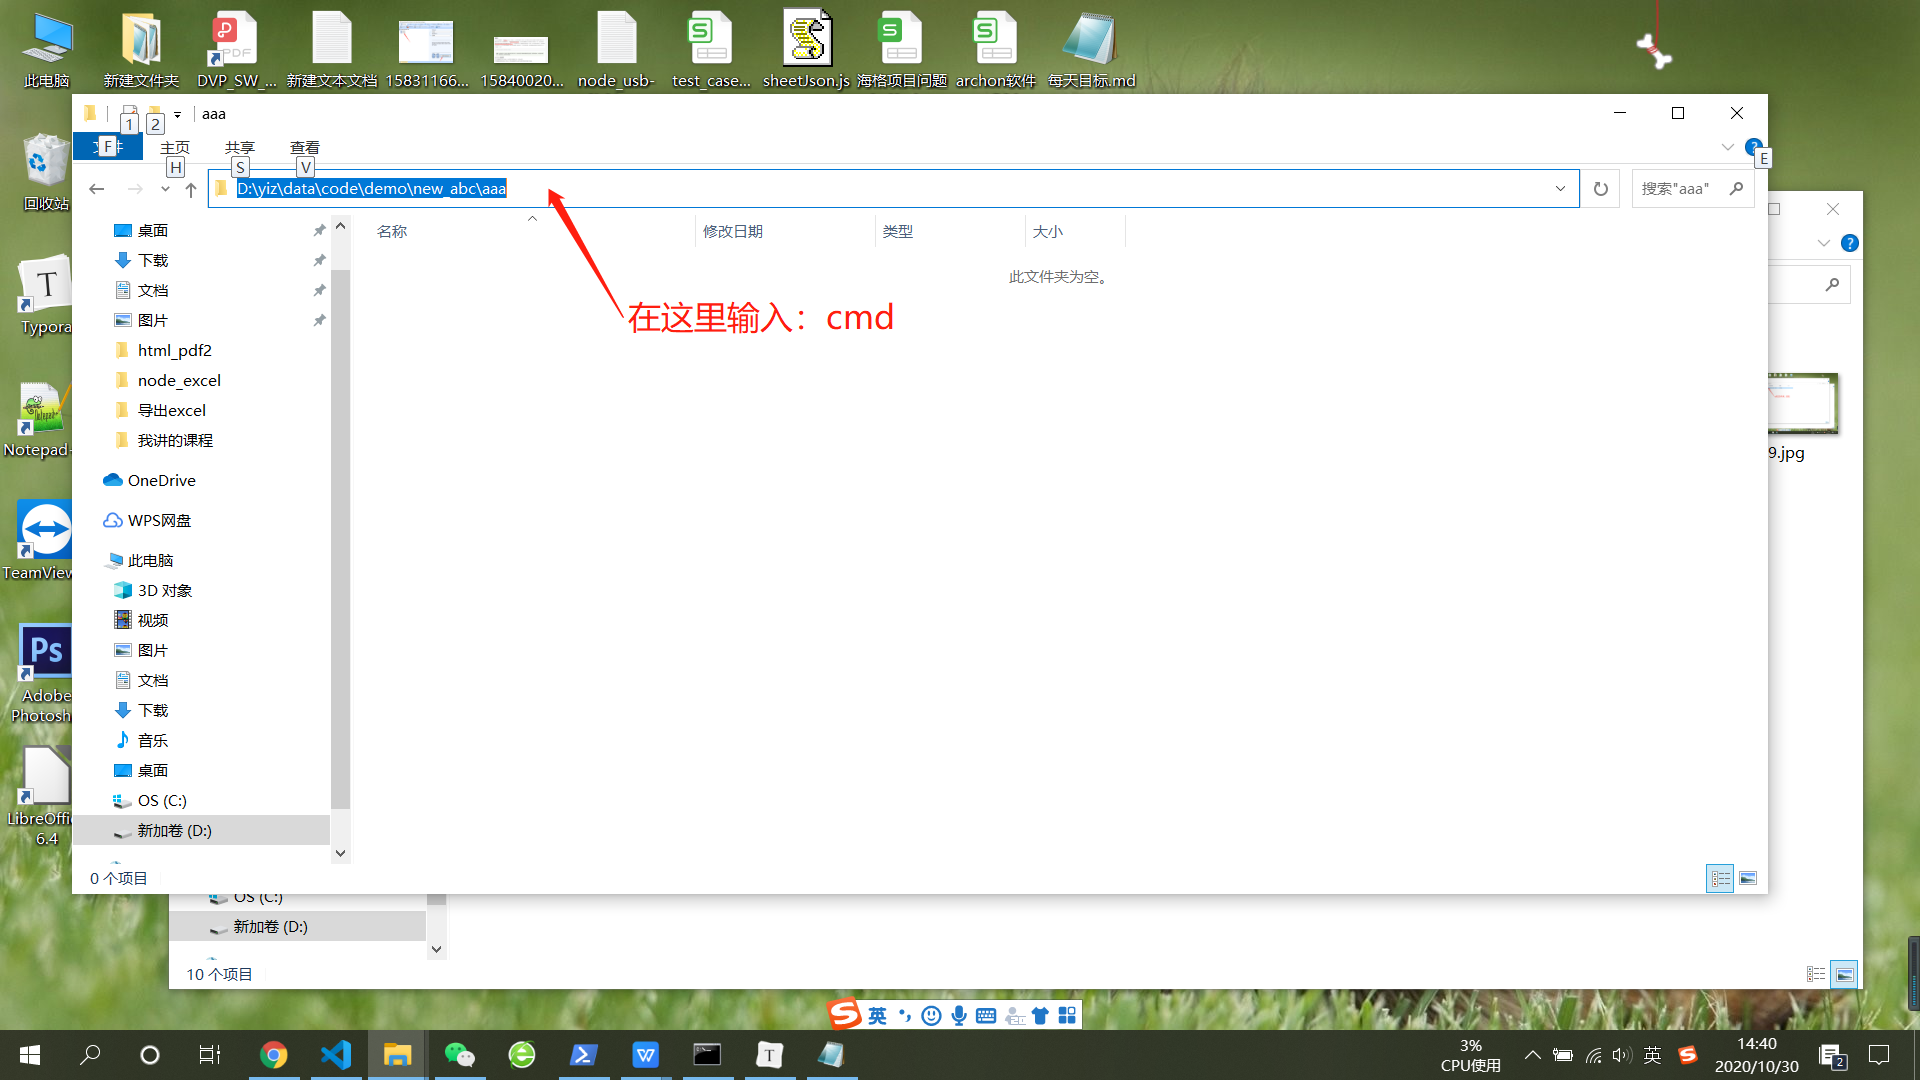 此电脑
新建文件夹
DVP_SW_...
新建文本文档
15831166...
15840020...
node_usb-
test_case...
sheetJson.js
海格项目问题
archon软件
每天目标.md
回收站
Typora
Notepad-
TeamView
Ps
Adobe
Photosh
LibreOffi
6.4
1
2
aaa
F
主页
共享
查看
H
S
V
E
D:\yiz\data\code\demo\new_abc\aaa
搜索"aaa"
桌面
下载
文档
图片
html_pdf2
node_excel
导出excel
我讲的课程
OneDrive
WPS网盘
此电脑
3D 对象
视频
图片
文档
下载
音乐
桌面
OS (C:)
新加卷 (D:)
名称
修改日期
类型
大小
此文件夹为空。
在这里输入：cmd
0 个项目
9.jpg
OS (C:)
新加卷 (D:)
10 个项目
英
3%
CPU使用
英
14:40
2020/10/30
2